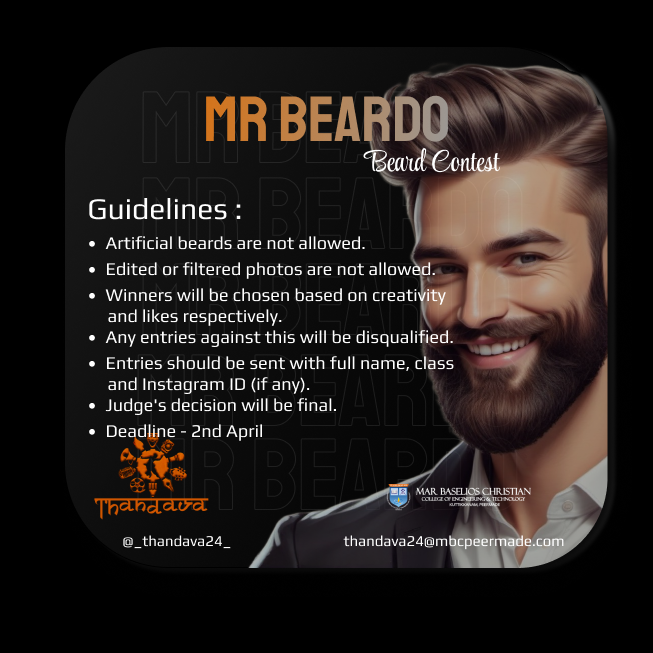 MR BEARDO
Beard Contest
Guidelines :
• Artificial beards are not allowed.
• Edited or filtered photos are not allowed.
• Winners will be chosen based on creativity
and likes respectively.
• Any entries against this will be disqualified.
• Entries should be sent with full name, class
and Instagram ID (if any).
• Judge's decision will be final.
• Deadline - 2nd April
Thandava
MAR BASELIOS CHRISTIAN
COLLEGE OF ENGINEERING & TECHNOLOGY
KUTTIKKANAM, PEERMADE
@_thandava24_
thandava24@mbcpeermade.com